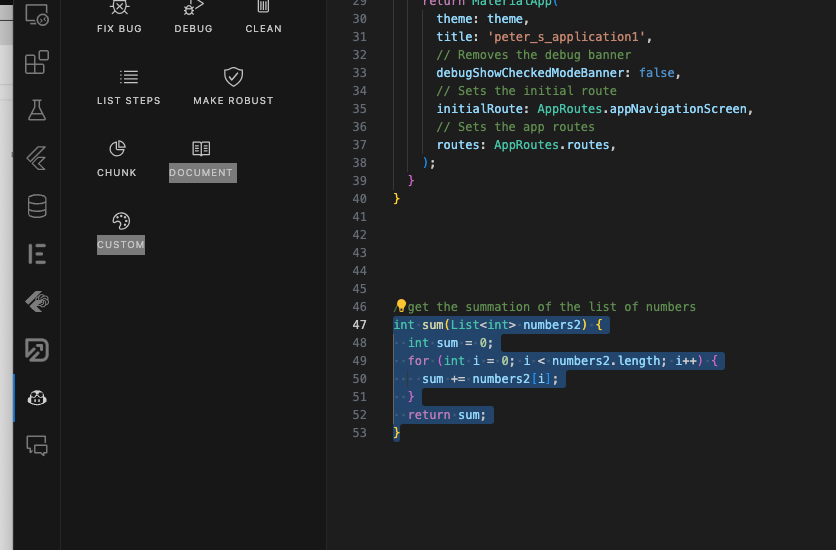 FIX BUG
DEBUG
CLEAN
LIST STEPS
MAKE ROBUST
CHUNK
DOCUMENT
CUSTOM
29 return MaterialApp(
30 theme: theme,
31 title: 'peter_s_application1',
32 // Removes the debug banner
33 debugShowCheckedModeBanner: false,
34 // Sets the initial route
35 initialRoute: AppRoutes.appNavigationScreen,
36 // Sets the app routes
37 routes: AppRoutes.routes,
38 );
39 }
40 }
41
42
43
44
45
46 /get the summation of the list of numbers
47 int sum(List<int> numbers2) {
48 int sum = 0;
49 for (int i = 0; i < numbers2.length; i++) {
50 sum += numbers2[i];
51 }
52 return sum;
53 }